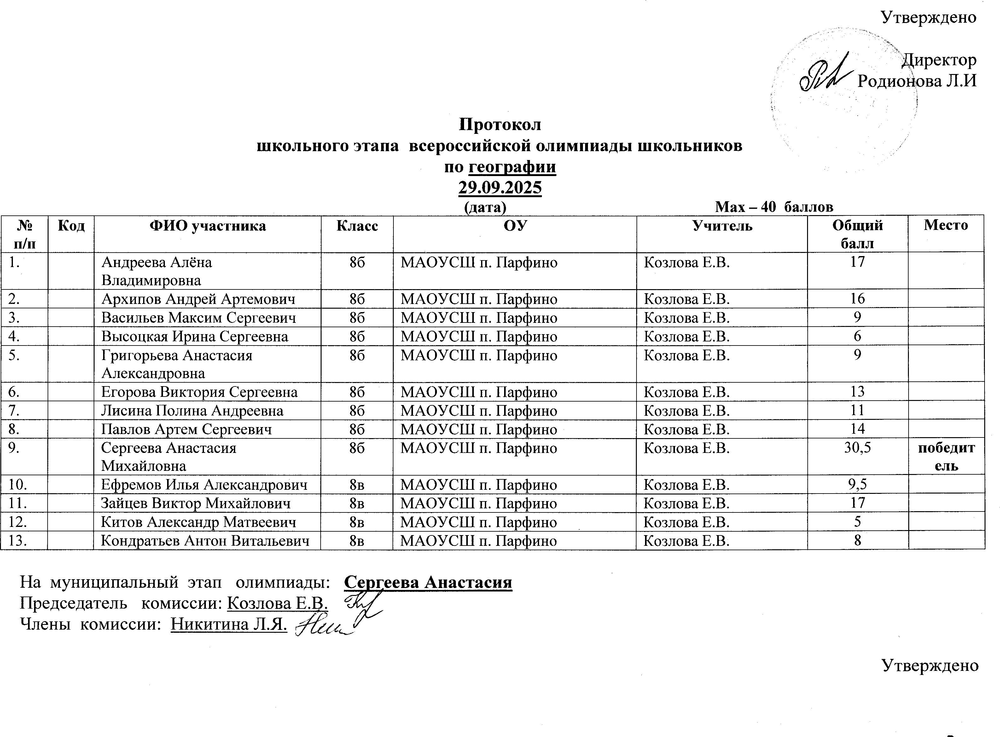 Утверждено
Директор
Родионова Л.И
Протокол
школьного этапа всероссийской олимпиады школьников
по географии
29.09.2025
(дата) Мах – 40 баллов
№ п/п Код ФИО участника Класс ОУ Учитель Общий балл Место
1. Андреева Алёна Владимировна 8б МАОУСШ п. Парфино Козлова Е.В. 17
2. Архипов Андрей Артемович 8б МАОУСШ п. Парфино Козлова Е.В. 16
3. Васильев Максим Сергеевич 8б МАОУСШ п. Парфино Козлова Е.В. 9
4. Высоцкая Ирина Сергеевна 8б МАОУСШ п. Парфино Козлова Е.В. 6
5. Григорьева Анастасия Александровна 8б МАОУСШ п. Парфино Козлова Е.В. 9
6. Егорова Виктория Сергеевна 8б МАОУСШ п. Парфино Козлова Е.В. 13
7. Лисина Полина Андреевна 8б МАОУСШ п. Парфино Козлова Е.В. 11
8. Павлов Артем Сергеевич 8б МАОУСШ п. Парфино Козлова Е.В. 14
9. Сергеева Анастасия Михайловна 8б МАОУСШ п. Парфино Козлова Е.В. 30,5 победитель
10. Ефремов Илья Александрович 8в МАОУСШ п. Парфино Козлова Е.В. 9,5
11. Зайцев Виктор Михайлович 8в МАОУСШ п. Парфино Козлова Е.В. 17
12. Китов Александр Матвеевич 8в МАОУСШ п. Парфино Козлова Е.В. 5
13. Кондратьев Антон Витальевич 8в МАОУСШ п. Парфино Козлова Е.В. 8
На муниципальный этап олимпиады: Сергеева Анастасия
Председатель комиссии: Козлова Е.В.
Члены комиссии: Никитина Л.Я.
Утверждено